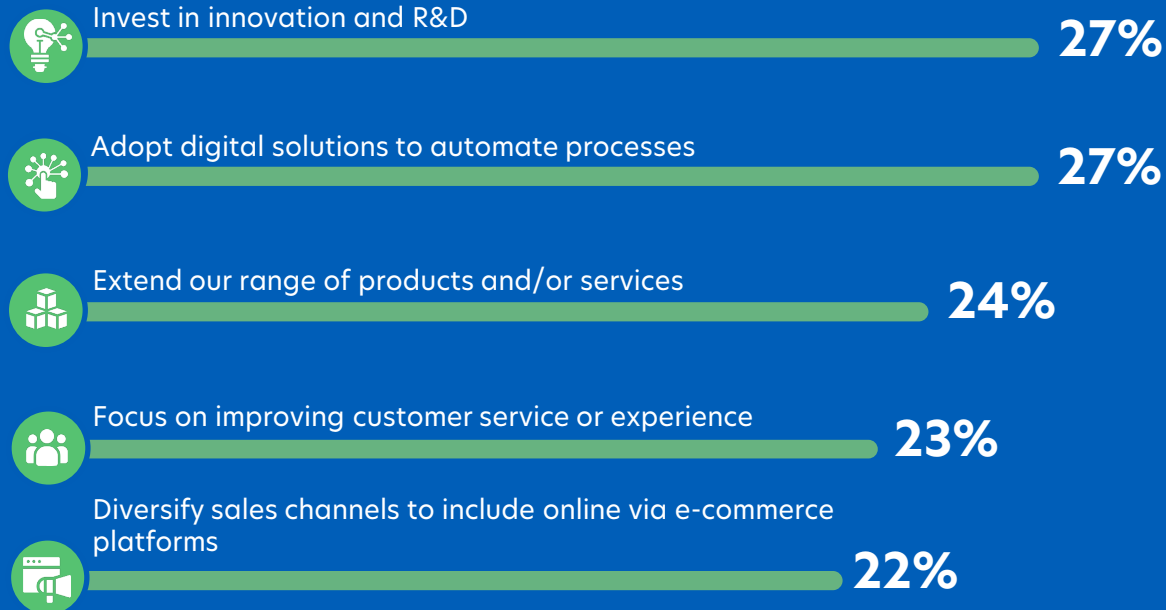 Invest in innovation and R&D
27%
Adopt digital solutions to automate processes
27%
Extend our range of products and/or services
24%
Focus on improving customer service or experience
23%
Diversify sales channels to include online via e-commerce
platforms
22%